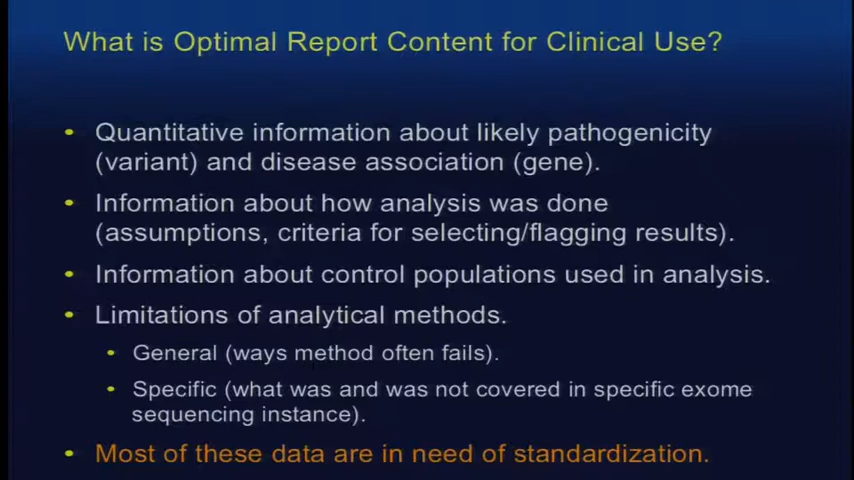 What is Optimal Report Content for Clinical Use?
• Quantitative information about likely pathogenicity
(variant) and disease association (gene).
• Information about how analysis was done
(assumptions, criteria for selecting/flagging results).
• Information about control populations used in analysis.
• Limitations of analytical methods.
• General (ways method often fails).
• Specific (what was and was not covered in specific exome
sequencing instance).
• Most of these data are in need of standardization.